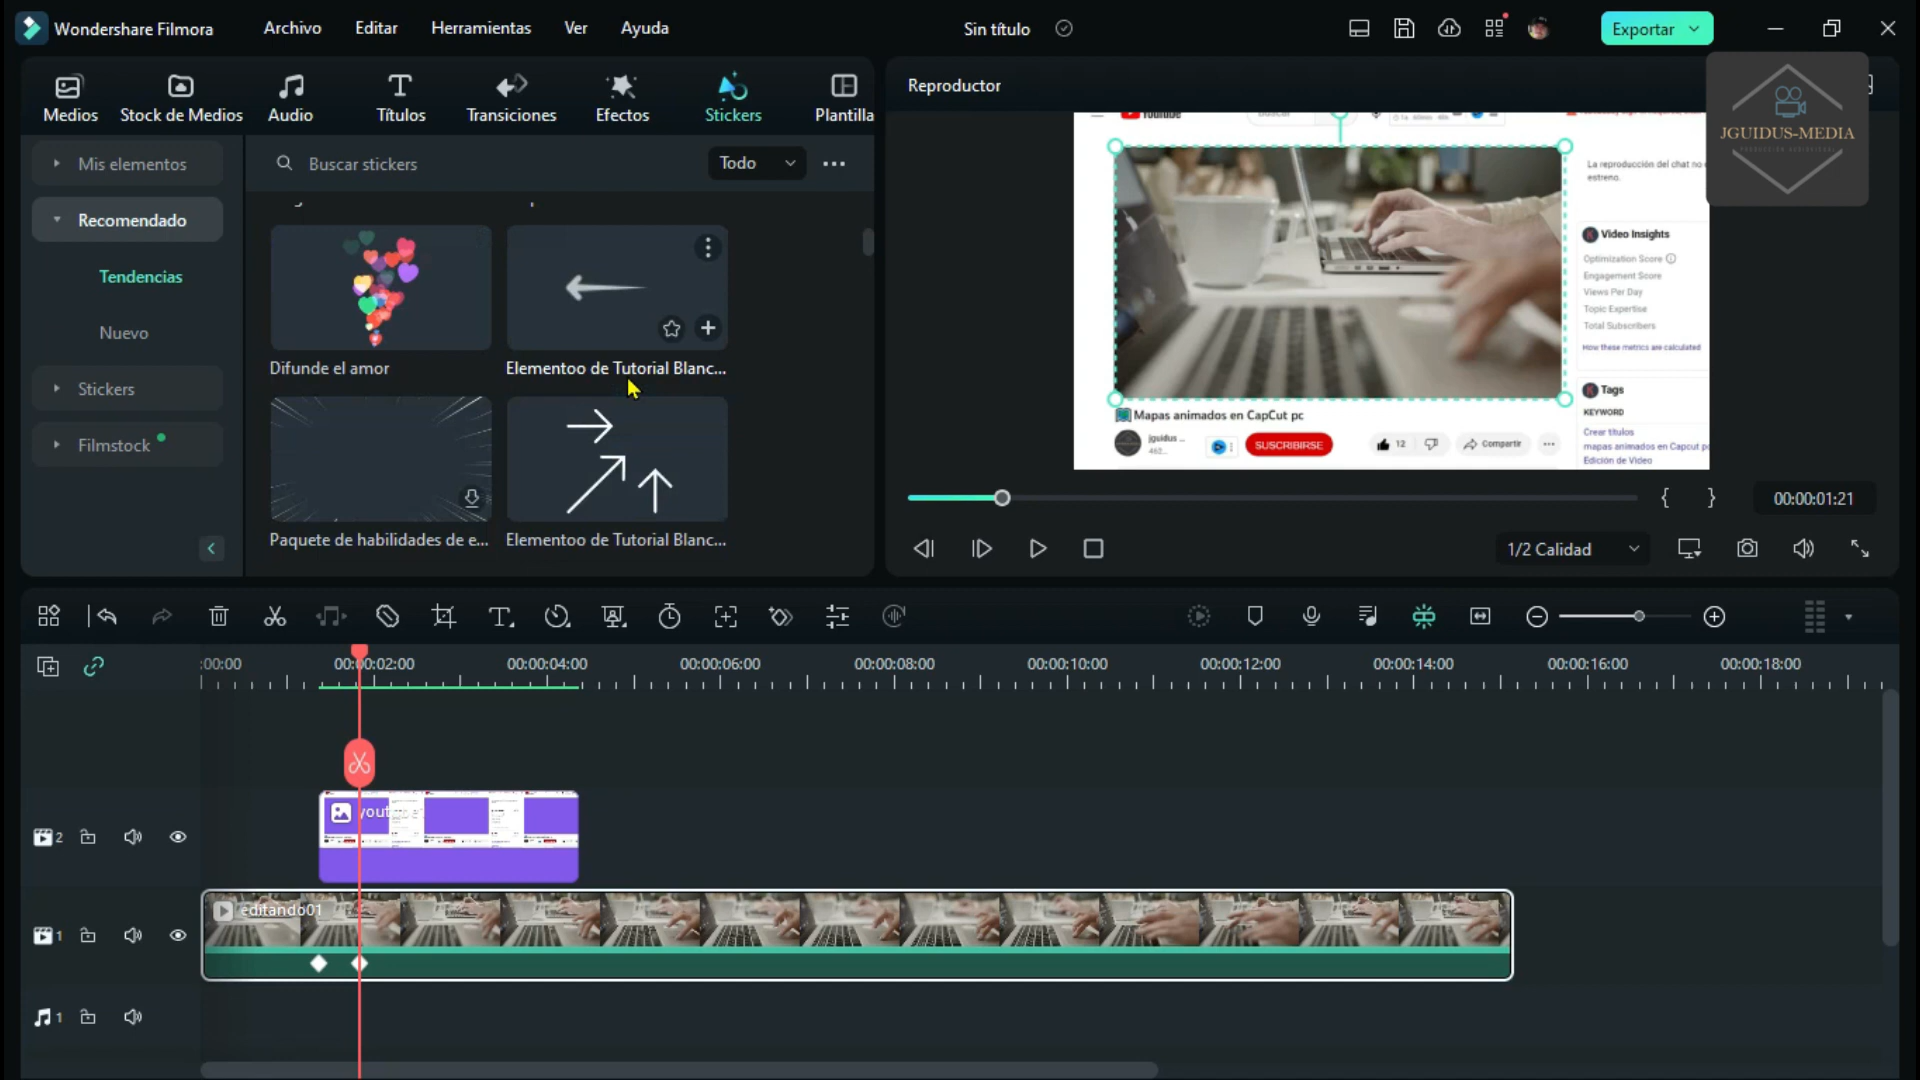 Wondershare Filmora
Archivo
Editar
Herramientas
Ver
Ayuda
Sin título
Exportar
Medios
Stock de Medios
Audio
Títulos
Transiciones
Efectos
Stickers
Plantilla
Reproductor
JGUIDUS-MEDIA
Mis elementos
Buscar stickers
Todo
Recomendado
Tendencias
Nuevo
Stickers
Filmstock
Difunde el amor
Elementoo de Tutorial Blanc...
Paquete de habilidades de e...
Elementoo de Tutorial Blanc...
La reproducción del chat no
estreno.
Video Insights
Optimization Score
Engagement Score
Views Per Day
Topic Expertise
Total Subscribers
How these metrics are calculated
Tags
KEYWORD
Crear títulos
mapas animados en Capcut
Edición de Video
Mapas animados en CapCut pc
jguidus ...
462...
SUSCRIBIRSE
12
Compartir
00:00:01:21
1/2 Calidad
:00:00
00:00:02:00
00:00:04:00
00:00:06:00
00:00:08:00
00:00:10:00
00:00:12:00
00:00:14:00
00:00:16:00
00:00:18:00
2
1
editando01
1